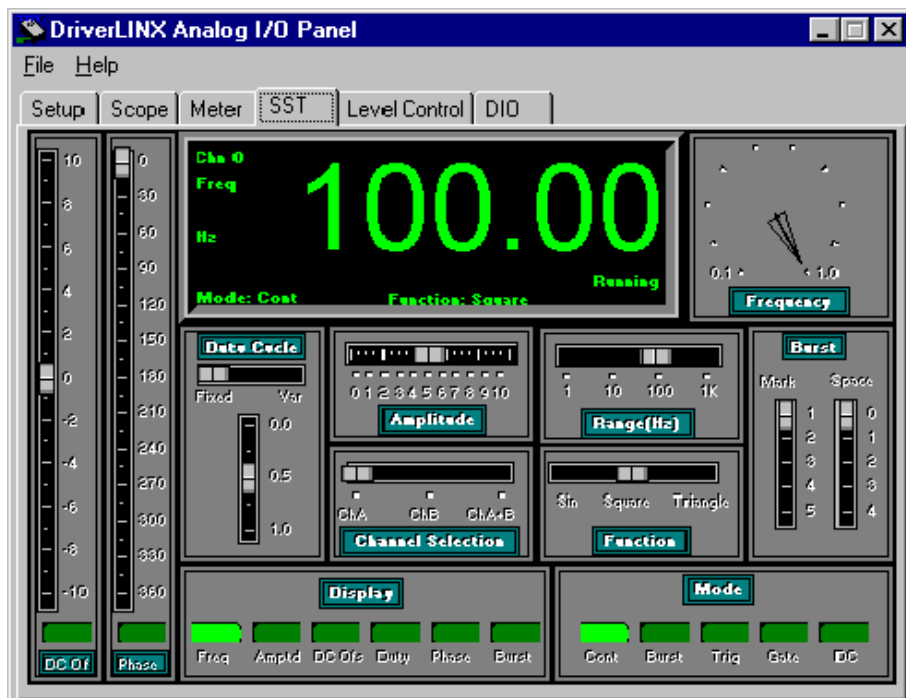 DriverLINX Analog I/O Panel
File Help
Setup Scope Meter SST Level Control DIO
10
8
6
4
2
0
-2
-4
-6
-8
-10
DC Of
0
30
60
90
120
150
180
210
240
270
300
330
360
Phase
Chn 0
Freq
Hz
100.00
Running
Mode: Cont Function: Square
0.1 1.0
Frequency
Duty Cycle
Fixed Var
0.0
0.5
1.0
0 1 2 3 4 5 6 7 8 9 10
Amplitude
1 10 100 1K
Range(Hz)
ChA ChB ChA+B
Channel Selection
Sin Square Triangle
Function
Burst
Mark Space
1 0
2 1
3 2
4 3
5 4
Display
Freq Amptd DC Ofs Duty Phase Burst
Mode
Cont Burst Trig Gate DC